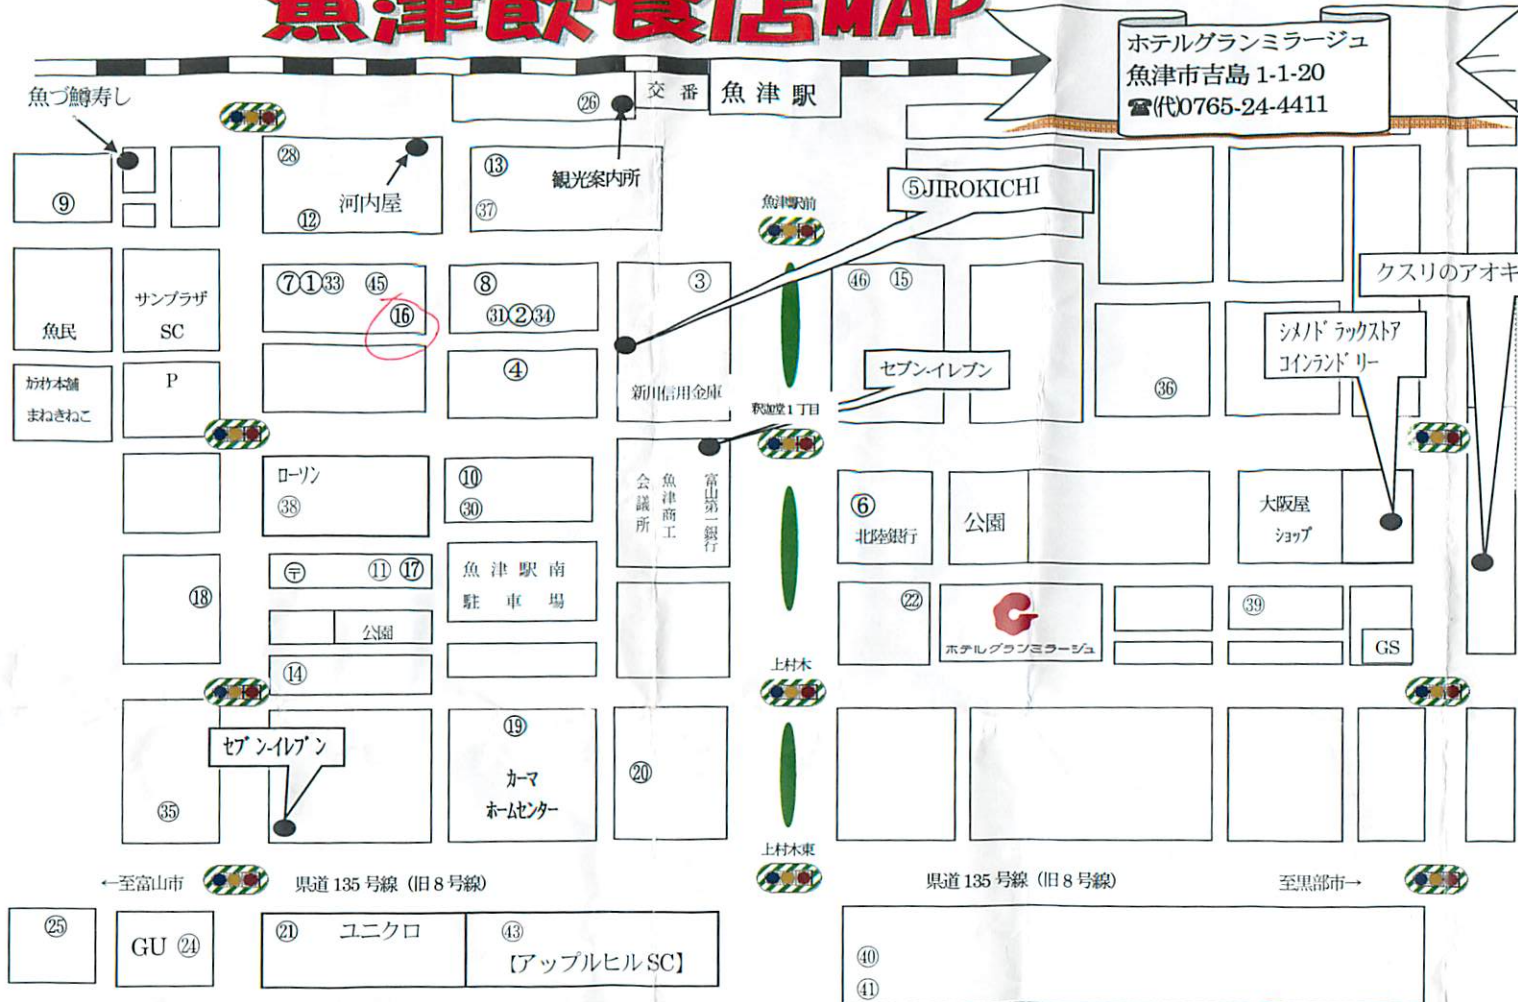 魚津飲食店MAP
ホテルグランミラージュ
魚津市吉島 1-1-20
☎(代)0765-24-4411
魚づ鱒寿し
㉖
交番
魚津駅
⑨
㉘
⑫
河内屋
⑬
㊲
観光案内所
魚津駅前
⑤JIROKICHI
魚民
サンプラザ
SC
⑦①㉝
㊺
⑯
⑧
㉛②㉞
③
㊻
⑮
クスリのアオキ
カラオケ本舗
まねきねこ
P
④
新川信用金庫
釈迦堂1丁目
セブン-イレブン
㊱
シメノドラックストア
コインランドリー
ローソン
㊳
⑩
㉚
魚津商工
会議所
富山第一銀行
⑥
北陸銀行
公園
大阪屋
ショップ
⑱
〒
⑪
⑰
魚津駅南
駐車場
公園
⑭
㉒
ホテルグランミラージュ
㊴
GS
上村木
㉟
セブン-イレブン
⑲
カーマ
ホームセンター
⑳
上村木東
←至富山市
県道135号線(旧8号線)
県道135号線(旧8号線)
至黒部市→
㉕
GU ㉔
㉑
ユニクロ
㊸
【アップルヒルSC】
㊵
㊶